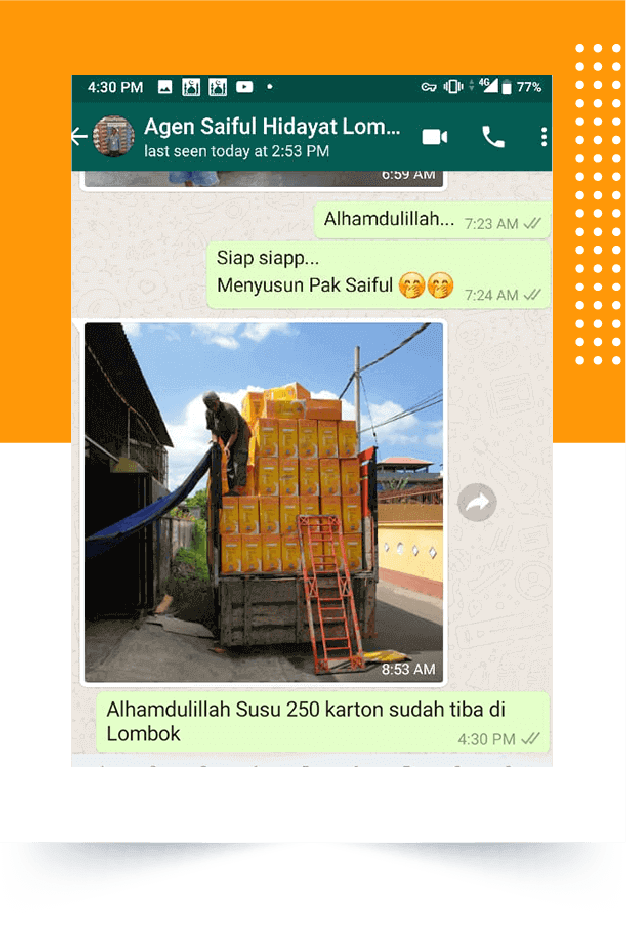 4:30 PM
4G
77%
Agen Saiful Hidayat Lom...
last seen today at 2:53 PM
6:59 AM
Alhamdulillah... 7:23 AM
Siap siapp...
Menyusun Pak Saiful 🤭🤭 7:24 AM
8:53 AM
Alhamdulillah Susu 250 karton sudah tiba di
Lombok
4:30 PM